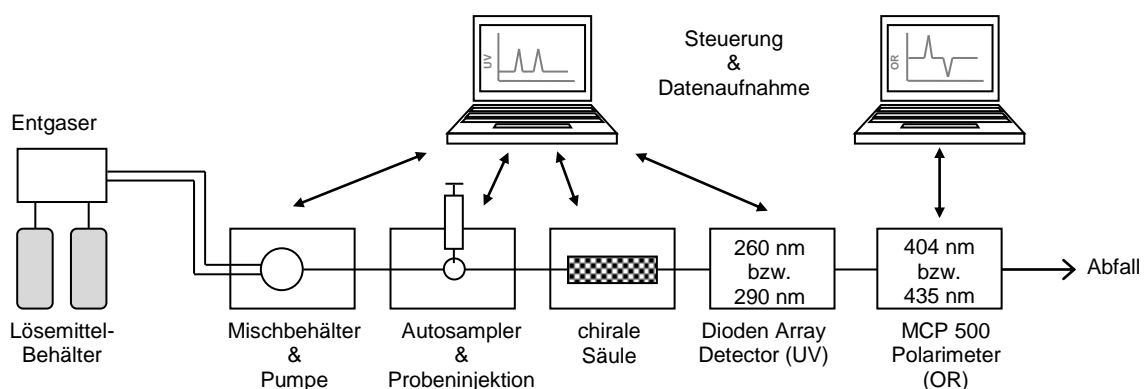 UV
Steuerung
&
Datenaufnahme
OR
Entgaser
260 nm
bzw.
290 nm
404 nm
bzw.
435 nm
Abfall
Lösemittel-
Behälter
Mischbehälter
&
Pumpe
Autosampler
&
Probeninjektion
chirale
Säule
Dioden Array
Detector (UV)
MCP 500
Polarimeter
(OR)